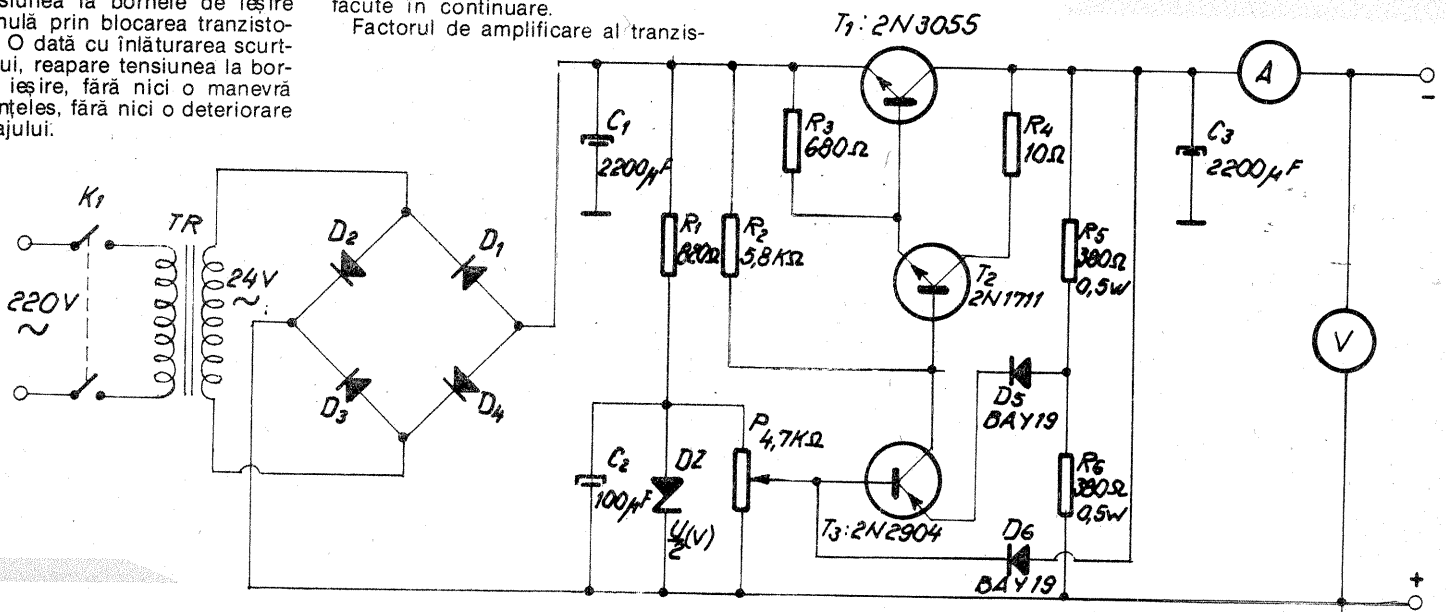 siunea la bornele de ieșire
nulă prin blocarea tranzisto-
O dată cu înlăturarea scurt-
ui, reapare tensiunea la bor-
ieșire, fără nici o manevră
nțeles, fără nici o deteriorare
ajului.
făcute în continuare.
Factorul de amplificare al tranzis-
T1: 2N3055
A
-
C1
2200µF
R3
680Ω
R4
10Ω
C3
2200µF
K1
TR
D2
D1
R1
R2
5,8KΩ
R5
380Ω
0,5W
T2
2N1711
220V
~
24V
~
V
D3
D4
D5
BAY19
P
4,7KΩ
C2
100µF
DZ
U/2(V)
R6
380Ω
0,5W
T3: 2N2904
D6
BAY19
+